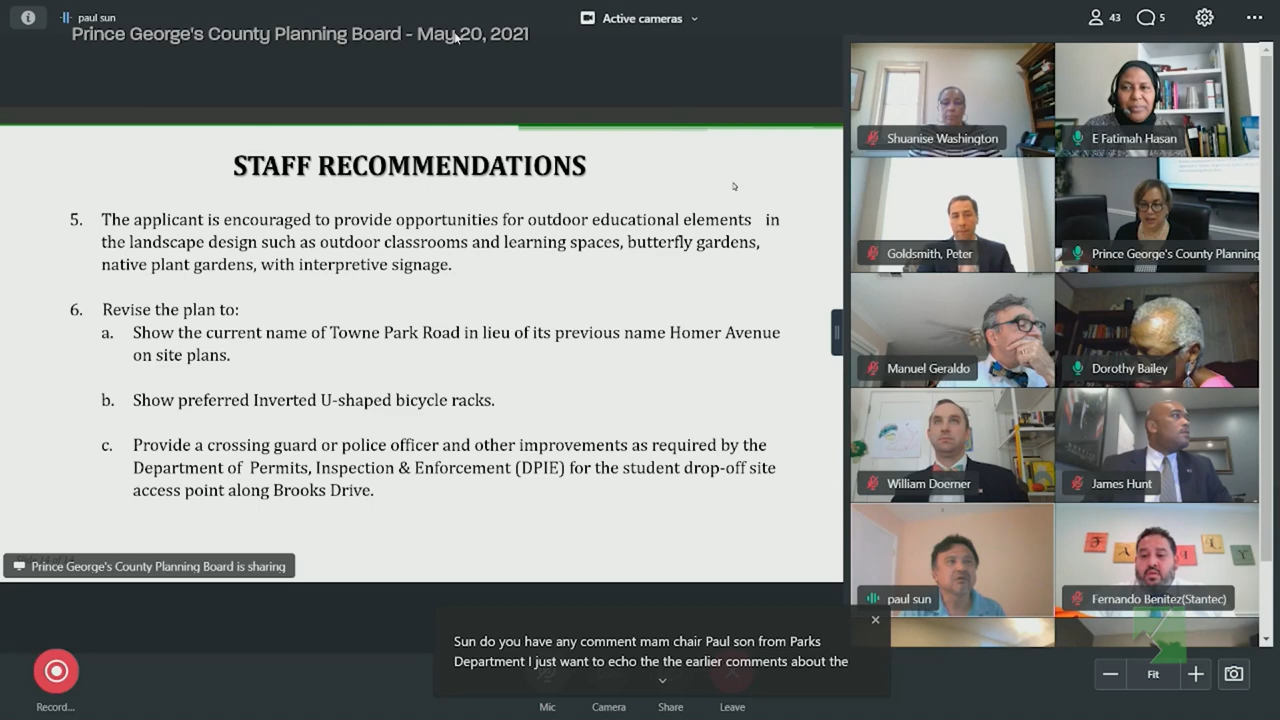 paul sun
Active cameras
43
5
Prince George's County Planning Board - May 20, 2021
STAFF RECOMMENDATIONS
5. The applicant is encouraged to provide opportunities for outdoor educational elements in
the landscape design such as outdoor classrooms and learning spaces, butterfly gardens,
native plant gardens, with interpretive signage.
6. Revise the plan to:
a. Show the current name of Towne Park Road in lieu of its previous name Homer Avenue
on site plans.
b. Show preferred Inverted U-shaped bicycle racks.
c. Provide a crossing guard or police officer and other improvements as required by the
Department of Permits, Inspection & Enforcement (DPIE) for the student drop-off site
access point along Brooks Drive.
Prince George's County Planning Board is sharing
Shuanise Washington
E Fatimah Hasan
Goldsmith, Peter
Prince George's County Planning
Manuel Geraldo
Dorothy Bailey
William Doerner
James Hunt
paul sun
Fernando Benitez(Stantec)
Sun do you have any comment mam chair Paul son from Parks
Department I just want to echo the the earlier comments about the
Record...
Mic
Camera
Share
Leave
Fit